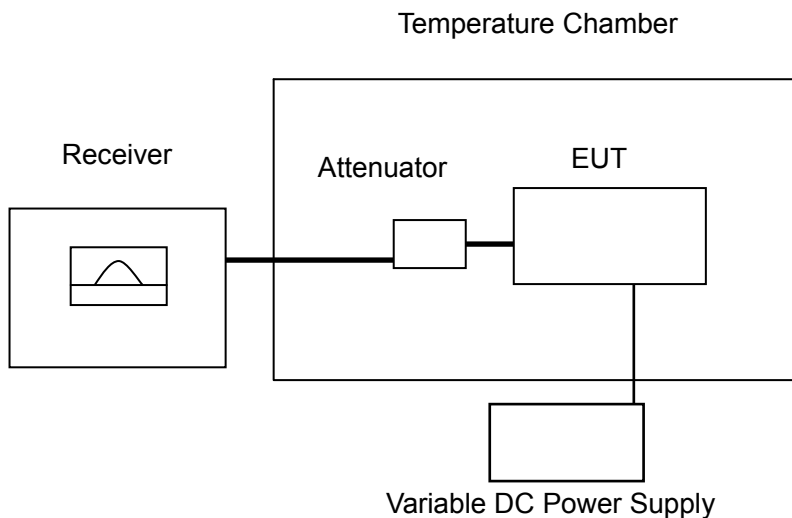 Temperature Chamber
Receiver
Attenuator
EUT
Variable DC Power Supply